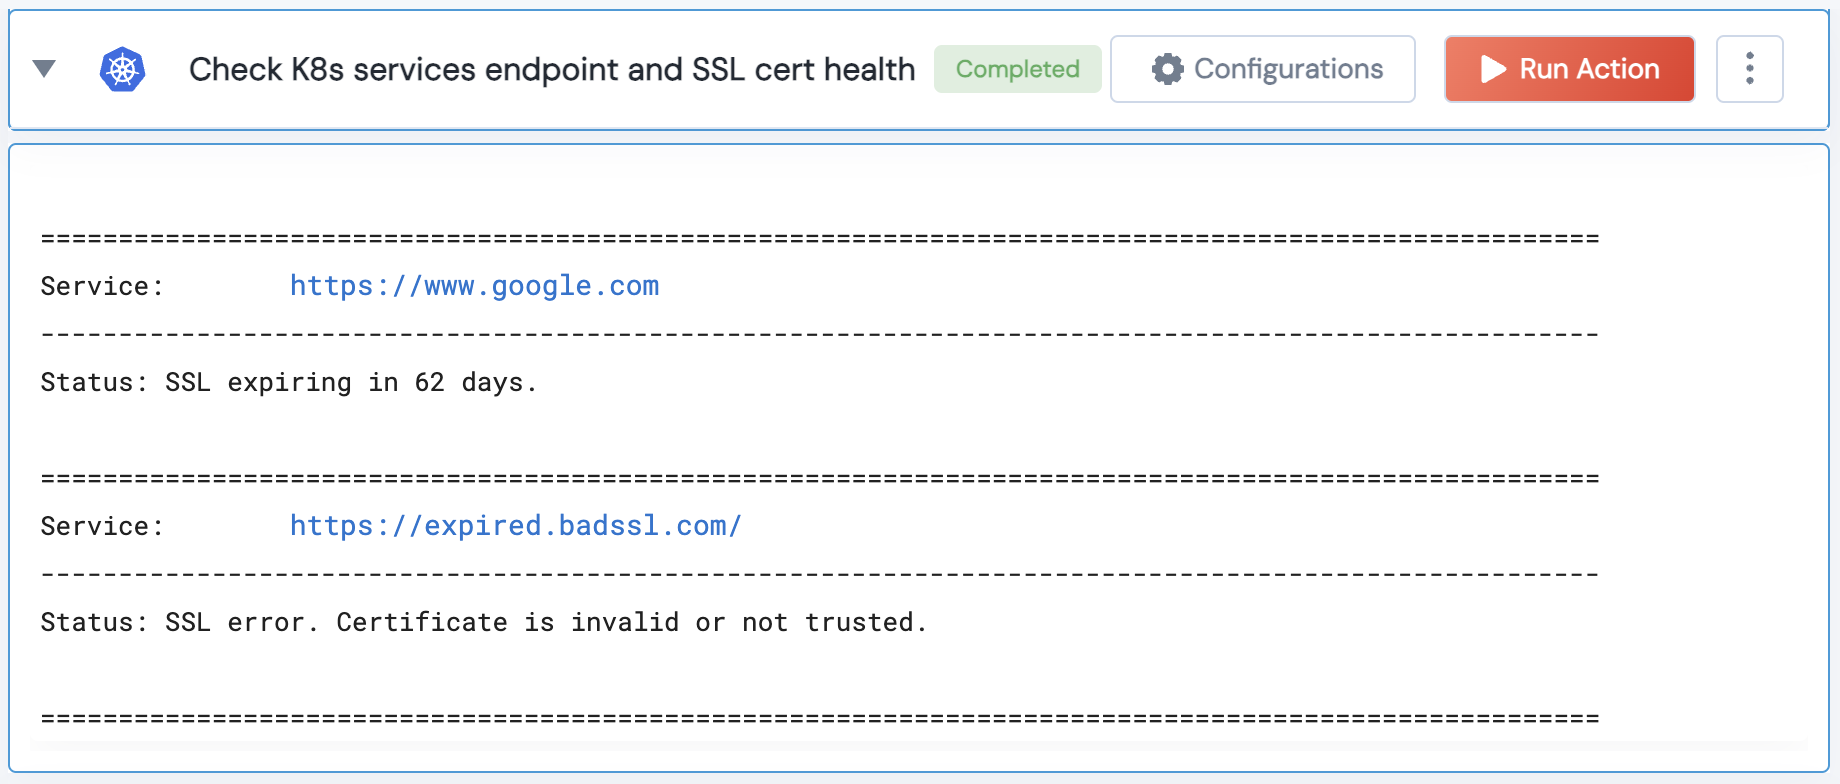 Check K8s services endpoint and SSL cert health Completed Configurations Run Action
====================================================================================================
Service: https://www.google.com
----------------------------------------------------------------------------------------------------
Status: SSL expiring in 62 days.
====================================================================================================
Service: https://expired.badssl.com/
----------------------------------------------------------------------------------------------------
Status: SSL error. Certificate is invalid or not trusted.
====================================================================================================